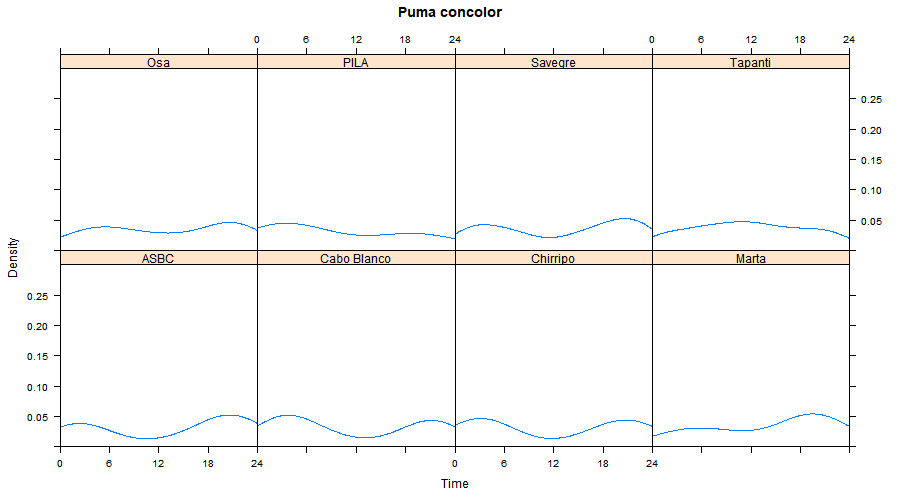 Puma concolor
0 6 12 24 0 6 12 18 24
18
Osa PILA Savegre Tapanti
0.25
0.20
0.15
0.10
0.05
Density
ASBC Cabo Blanco Chirripo Marta
0.25
0.20
0.15
0.10
0.05
0 6 12 18 24 0 6 12 18 24
Time